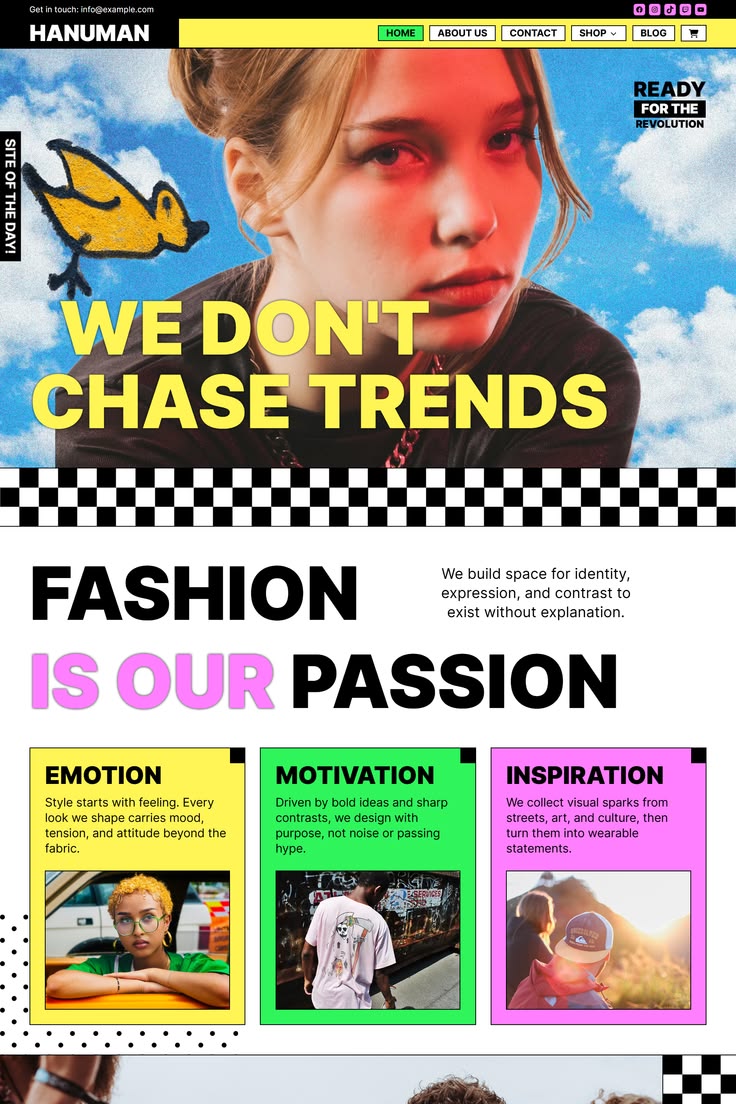 Get in touch: info@example.com
HANUMAN
HOME
ABOUT US
CONTACT
SHOP
BLOG
READY
FOR THE
REVOLUTION
SITE OF THE DAY!
WE DON'T
CHASE TRENDS
FASHION
IS OUR PASSION
We build space for identity,
expression, and contrast to
exist without explanation.
EMOTION
Style starts with feeling. Every
look we shape carries mood,
tension, and attitude beyond the
fabric.
MOTIVATION
Driven by bold ideas and sharp
contrasts, we design with
purpose, not noise or passing
hype.
INSPIRATION
We collect visual sparks from
streets, art, and culture, then
turn them into wearable
statements.
SERVICES